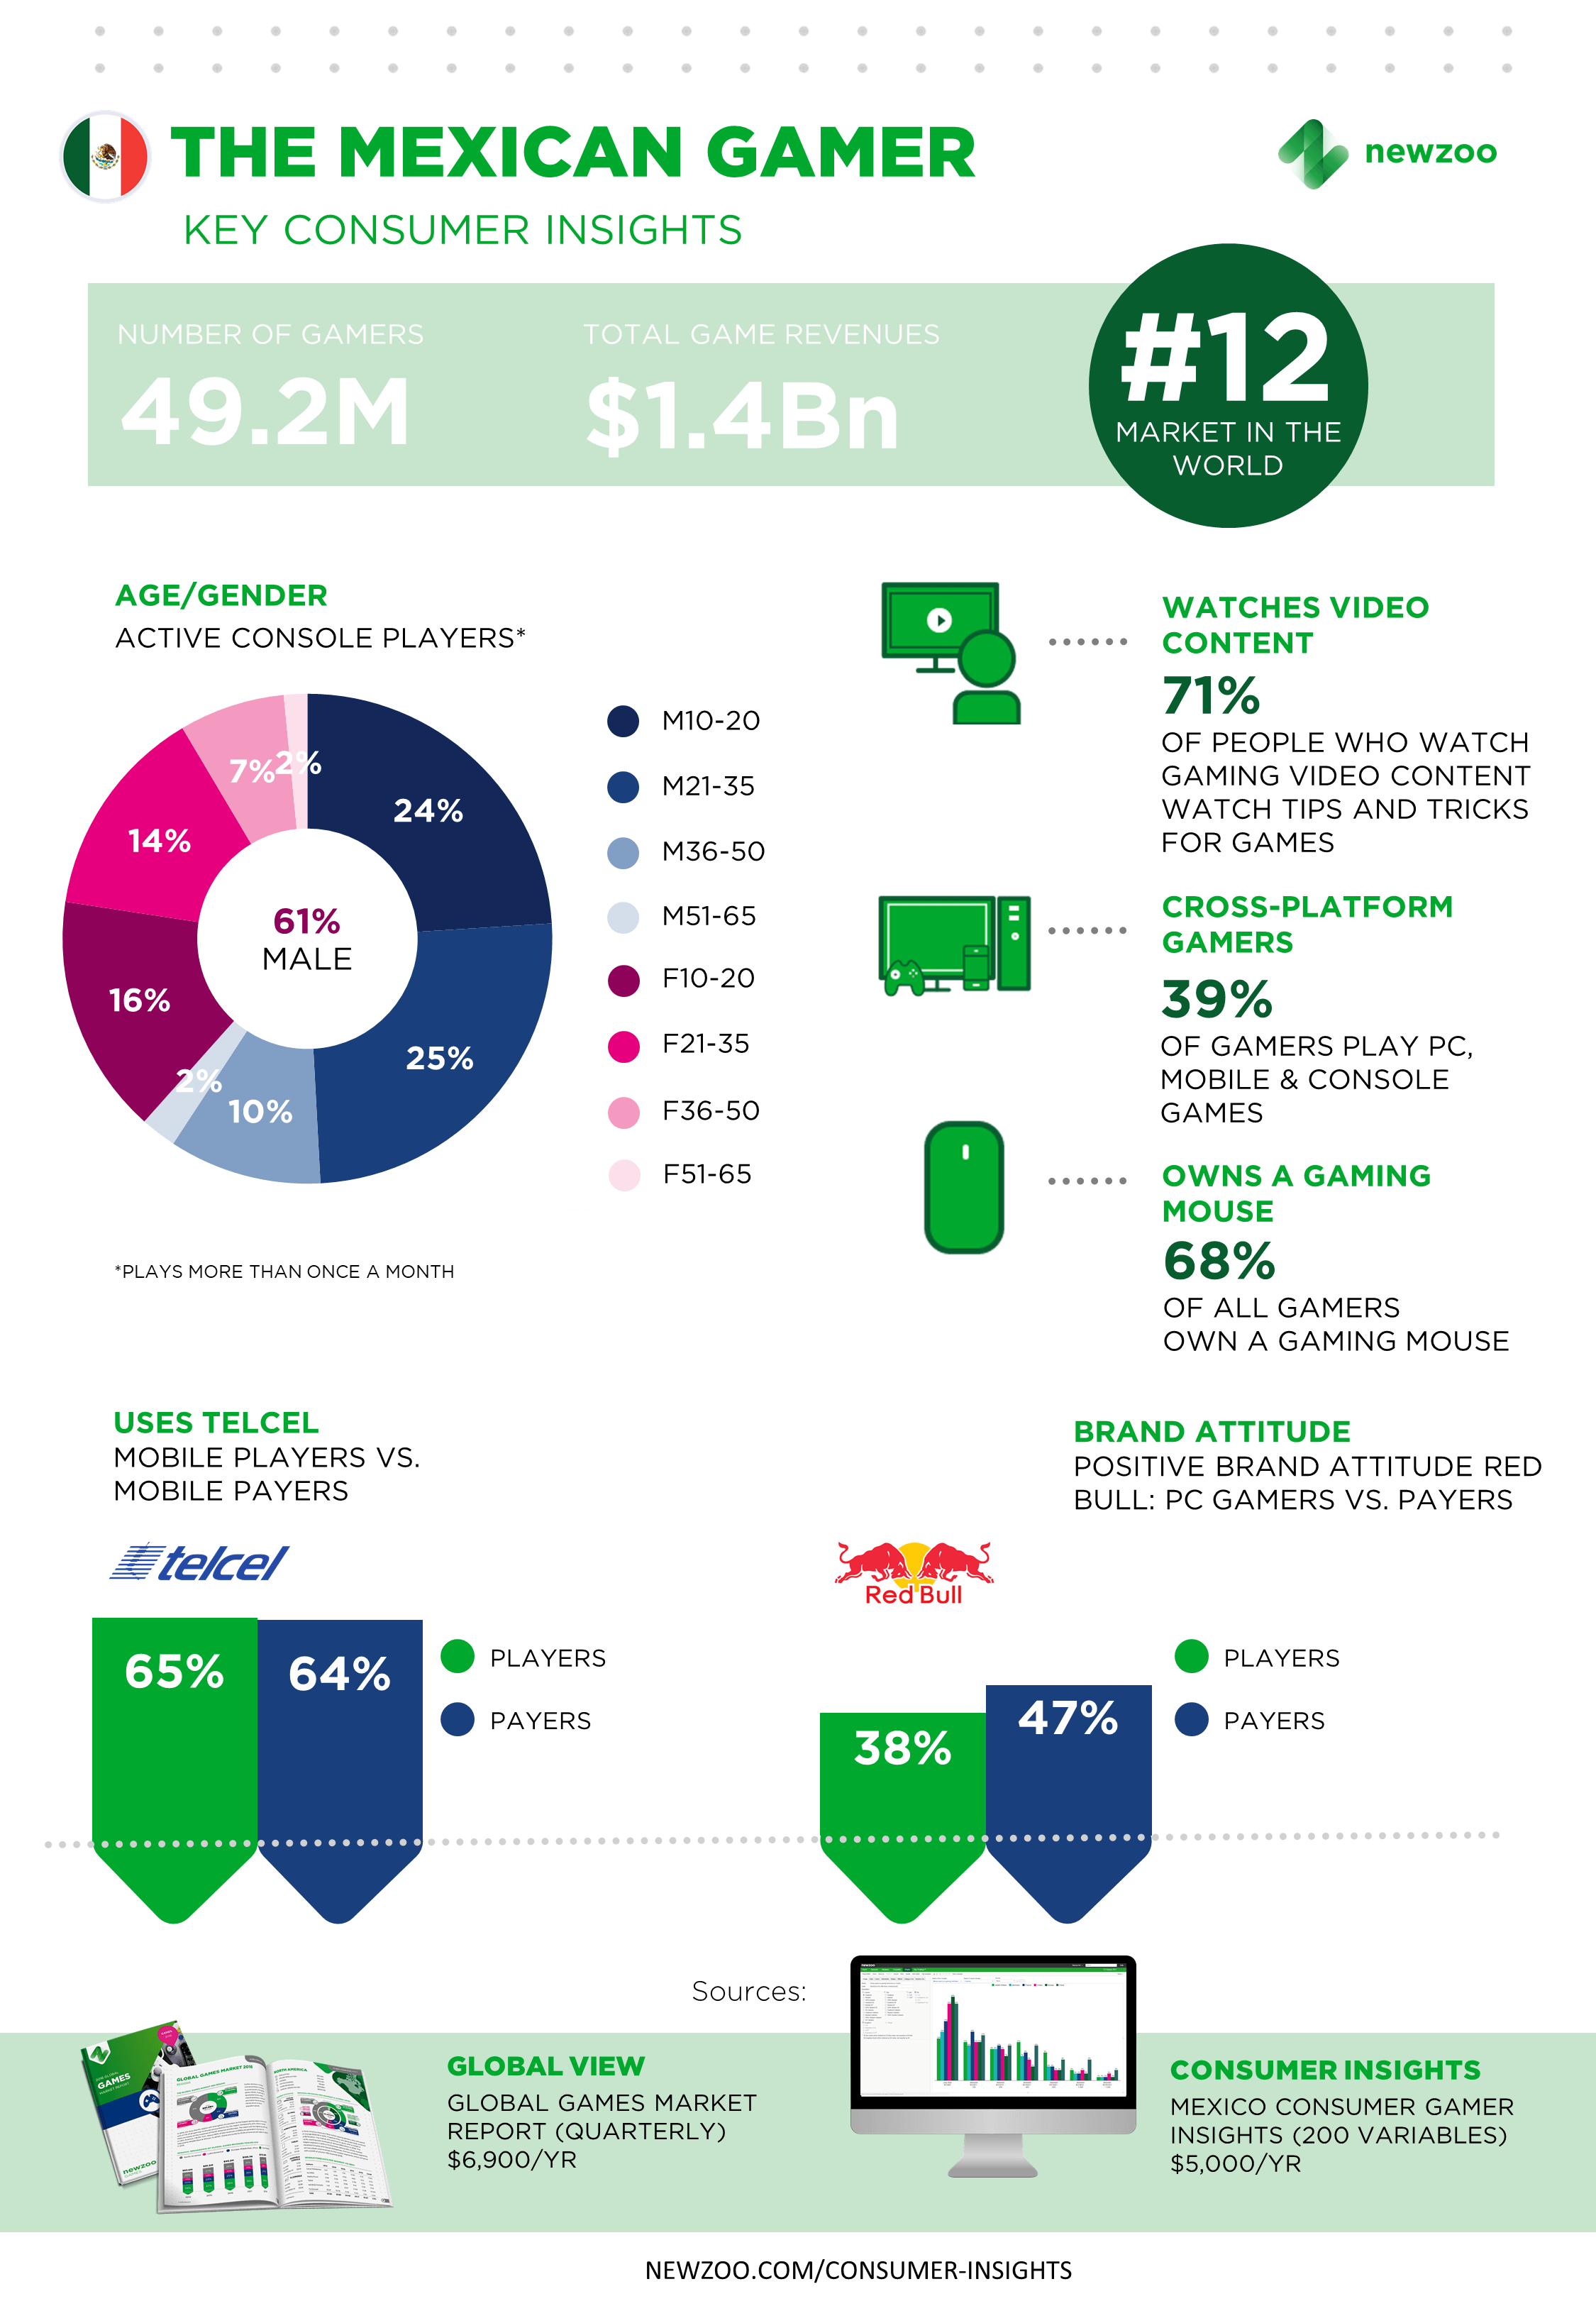 THE MEXICAN GAMER
newzoo
KEY CONSUMER INSIGHTS
NUMBER OF GAMERS
49.2M
TOTAL GAME REVENUES
$1.4Bn
#12
MARKET IN THE
WORLD
AGE/GENDER
ACTIVE CONSOLE PLAYERS*
24%
25%
10%
2%
16%
14%
7%
2%
61%
MALE
M10-20
M21-35
M36-50
M51-65
F10-20
F21-35
F36-50
F51-65
*PLAYS MORE THAN ONCE A MONTH
WATCHES VIDEO
CONTENT
71%
OF PEOPLE WHO WATCH
GAMING VIDEO CONTENT
WATCH TIPS AND TRICKS
FOR GAMES
CROSS-PLATFORM
GAMERS
39%
OF GAMERS PLAY PC,
MOBILE & CONSOLE
GAMES
OWNS A GAMING
MOUSE
68%
OF ALL GAMERS
OWN A GAMING MOUSE
USES TELCEL
MOBILE PLAYERS VS.
MOBILE PAYERS
telcel
65%
64%
PLAYERS
PAYERS
BRAND ATTITUDE
POSITIVE BRAND ATTITUDE RED
BULL: PC GAMERS VS. PAYERS
Red Bull
38%
47%
PLAYERS
PAYERS
Sources:
GAMES
newzoo
GLOBAL GAMES MARKET
NORTH AMERICA
GLOBAL VIEW
GLOBAL GAMES MARKET
REPORT (QUARTERLY)
$6,900/YR
CONSUMER INSIGHTS
MEXICO CONSUMER GAMER
INSIGHTS (200 VARIABLES)
$5,000/YR
NEWZOO.COM/CONSUMER-INSIGHTS